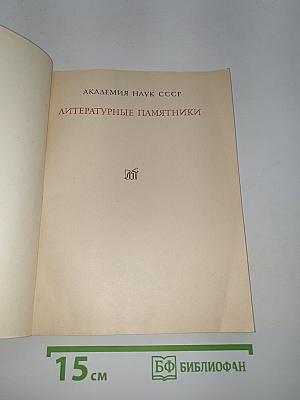 АКАДЕМИЯ НАУК СССР
ЛИТЕРАТУРНЫЕ ПАМЯТНИКИ
ЛП
15 см
БФ БИБЛИОФАН